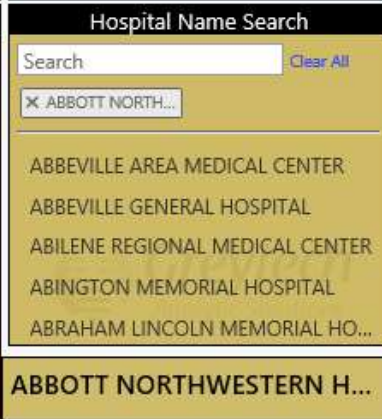 Hospital Name Search
Search Clear All
× ABBOTT NORTH...
ABBEVILLE AREA MEDICAL CENTER
ABBEVILLE GENERAL HOSPITAL
ABILENE REGIONAL MEDICAL CENTER
ABINGTON MEMORIAL HOSPITAL
ABRAHAM LINCOLN MEMORIAL HO...
ABBOTT NORTHWESTERN H...